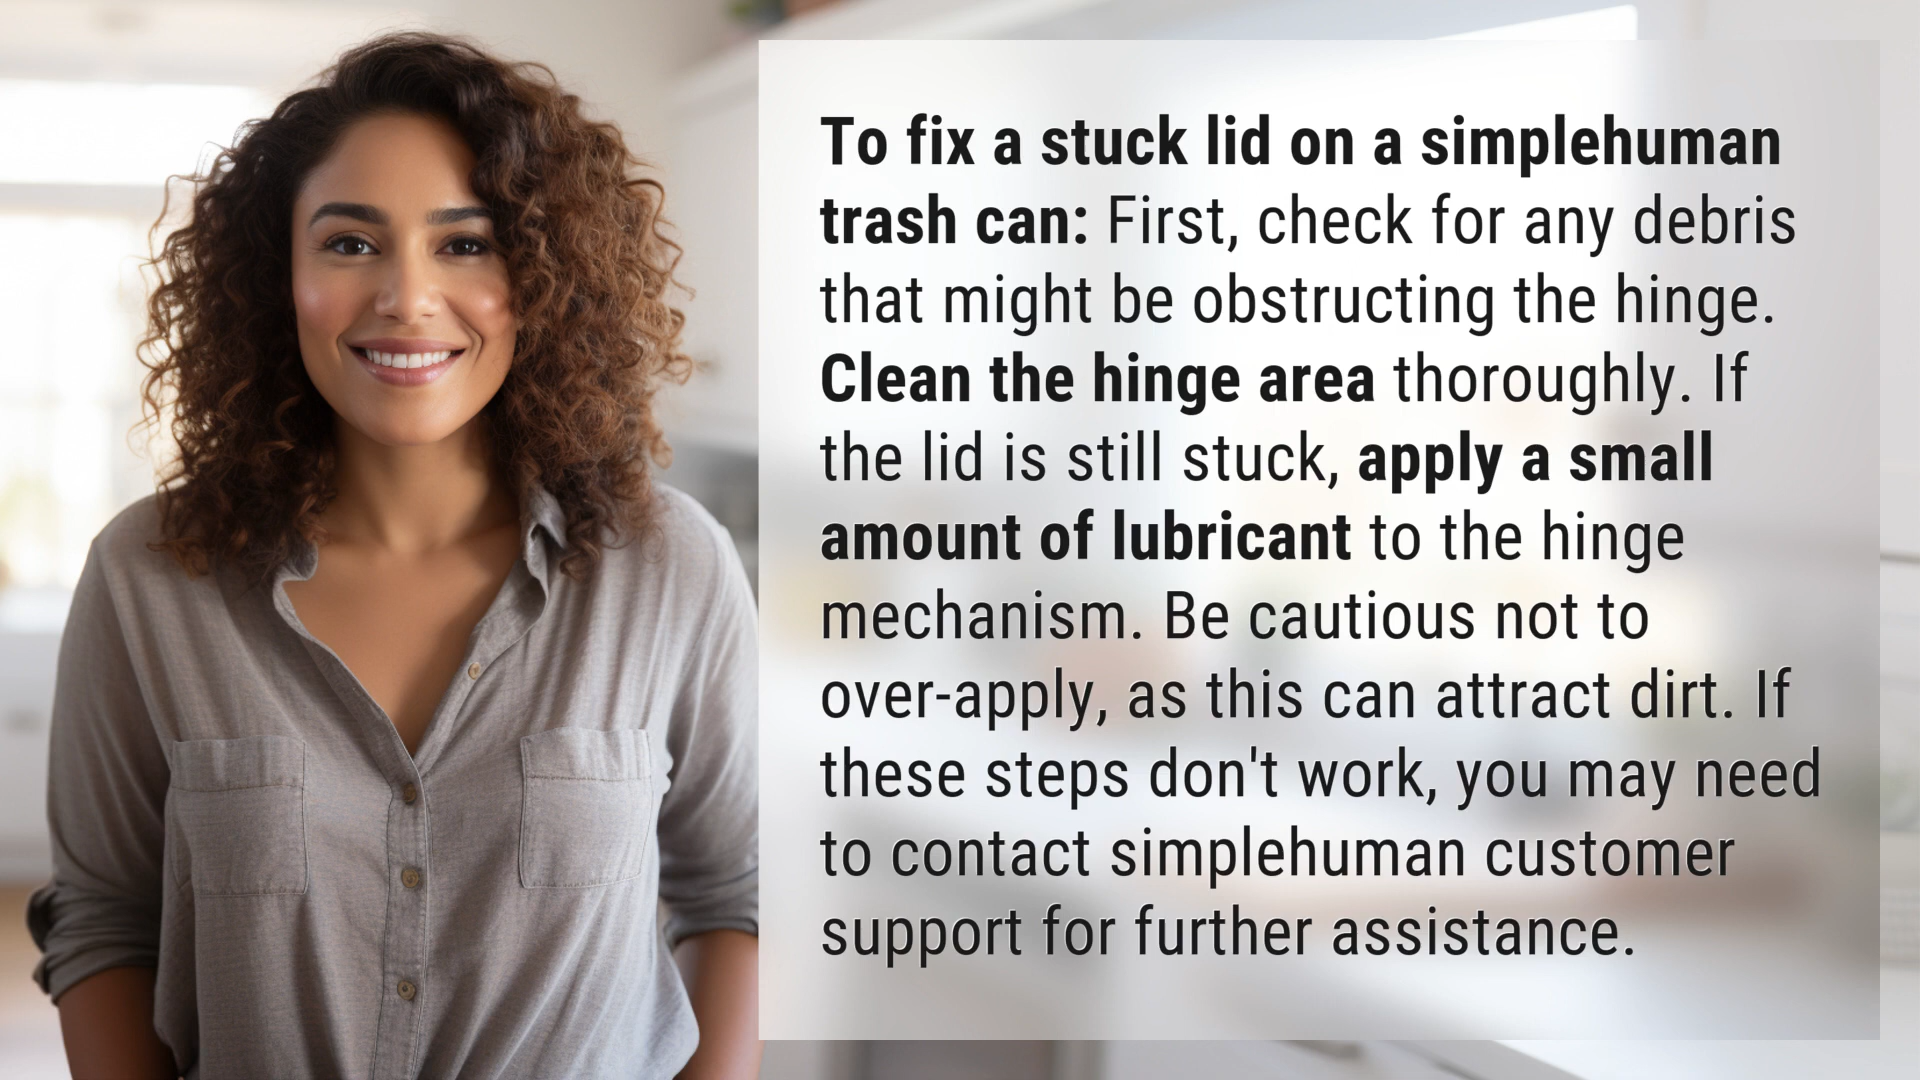 To fix a stuck lid on a simplehuman
trash can: First, check for any debris
that might be obstructing the hinge.
Clean the hinge area thoroughly. If
the lid is still stuck, apply a small
amount of lubricant to the hinge
mechanism. Be cautious not to
over-apply, as this can attract dirt. If
these steps don't work, you may need
to contact simplehuman customer
support for further assistance.